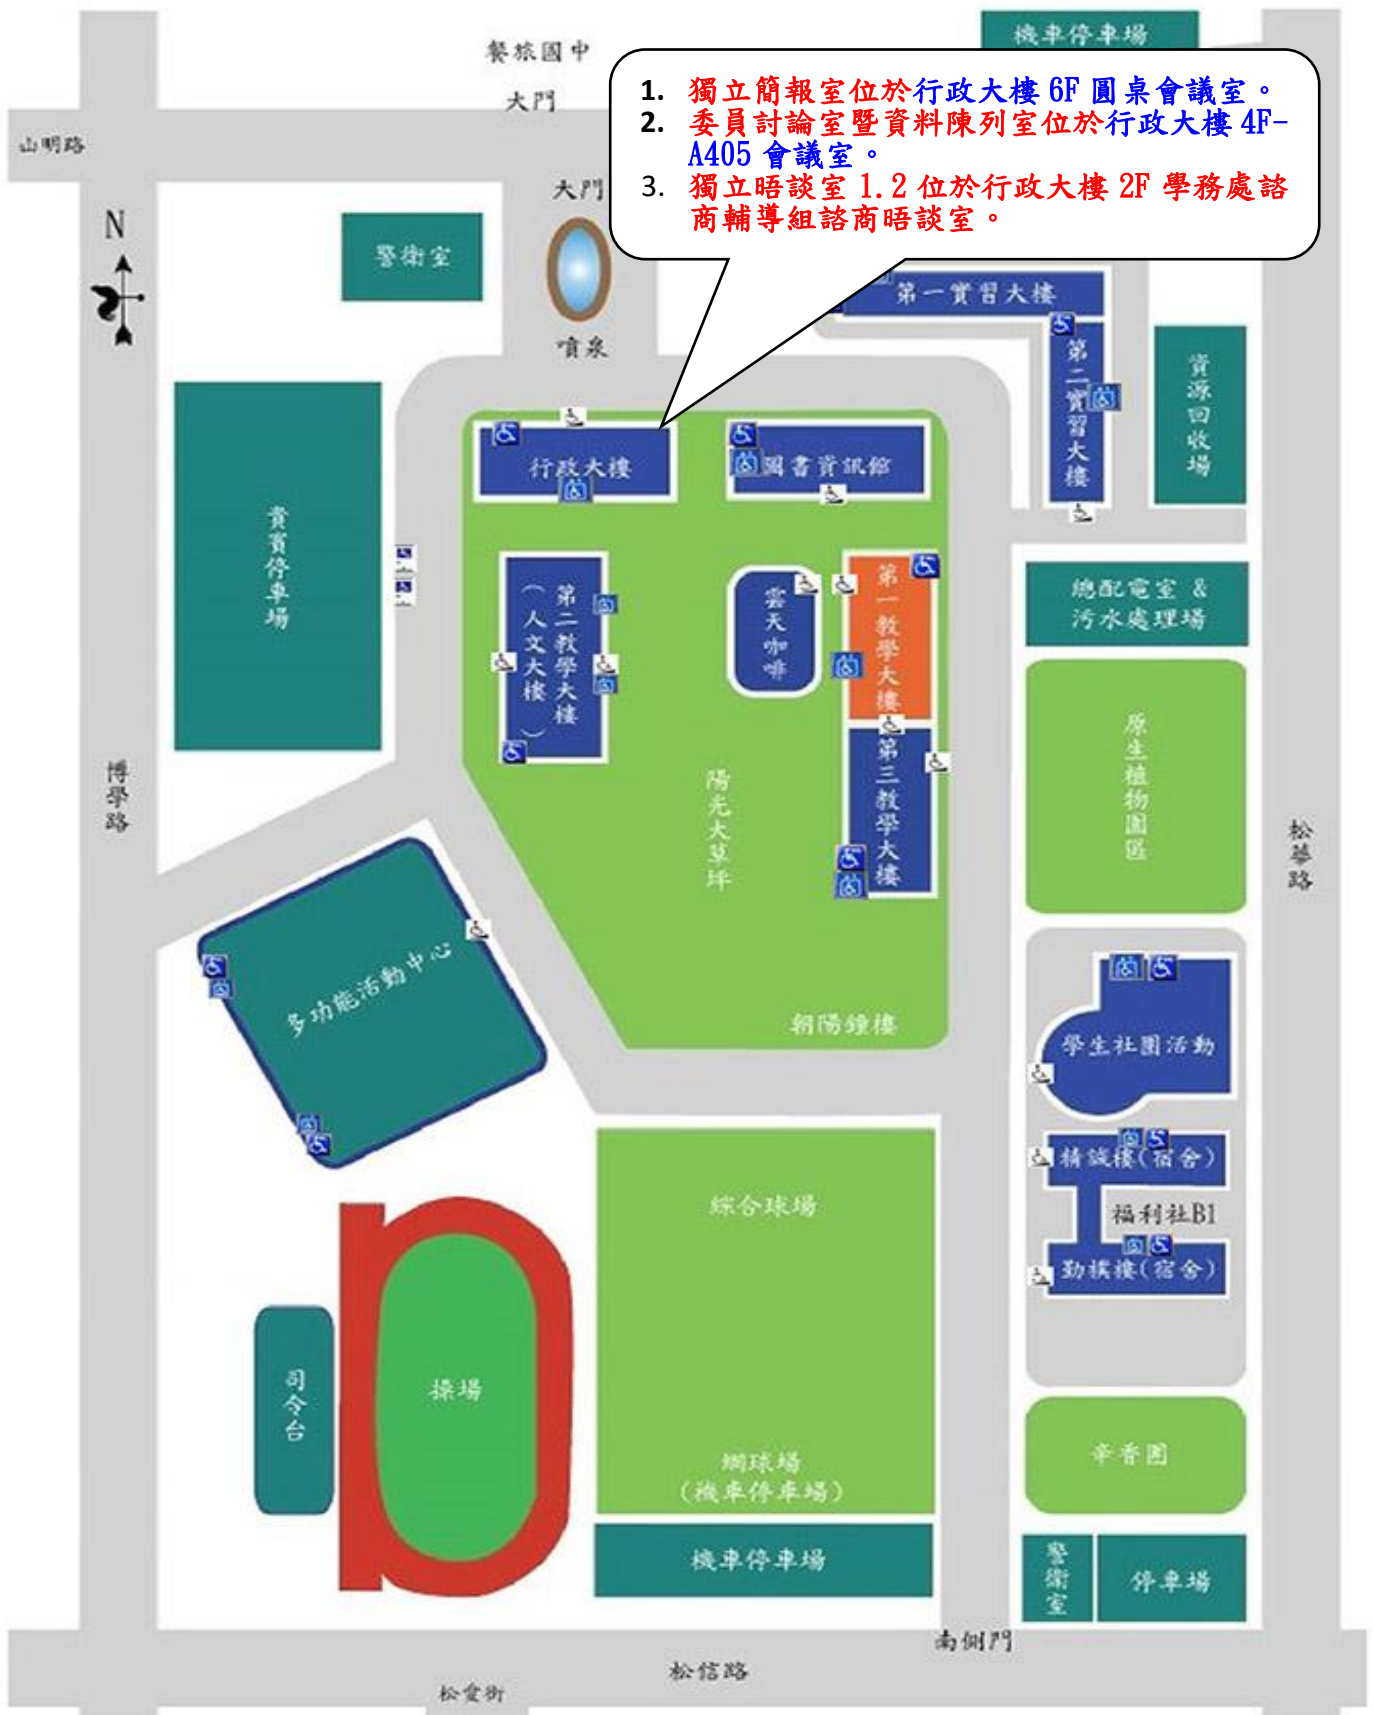 機車停車場
餐旅國中
大門
1. 獨立簡報室位於行政大樓 6F 圓桌會議室。
2. 委員討論室暨資料陳列室位於行政大樓 4F-
A405 會議室。
3. 獨立晤談室 1.2 位於行政大樓 2F 學務處諮
商輔導組諮商晤談室。
山明路
大門
N
警衛室
噴泉
第一實習大樓
第二實習大樓
資源回收場
行政大樓
圖書資訊館
貴賓停車場
第二教學大樓
（人文大樓）
雲天咖啡
第一教學大樓
總配電室 &
污水處理場
原生植物園區
第三教學大樓
陽光大草坪
博學路
松華路
多功能活動中心
朝陽鐘樓
學生社團活動
精誠樓(宿舍)
福利社B1
勤樸樓(宿舍)
綜合球場
司令台
操場
網球場
(機車停車場)
辛香園
機車停車場
警衛室
停車場
南側門
松信路
松愛街